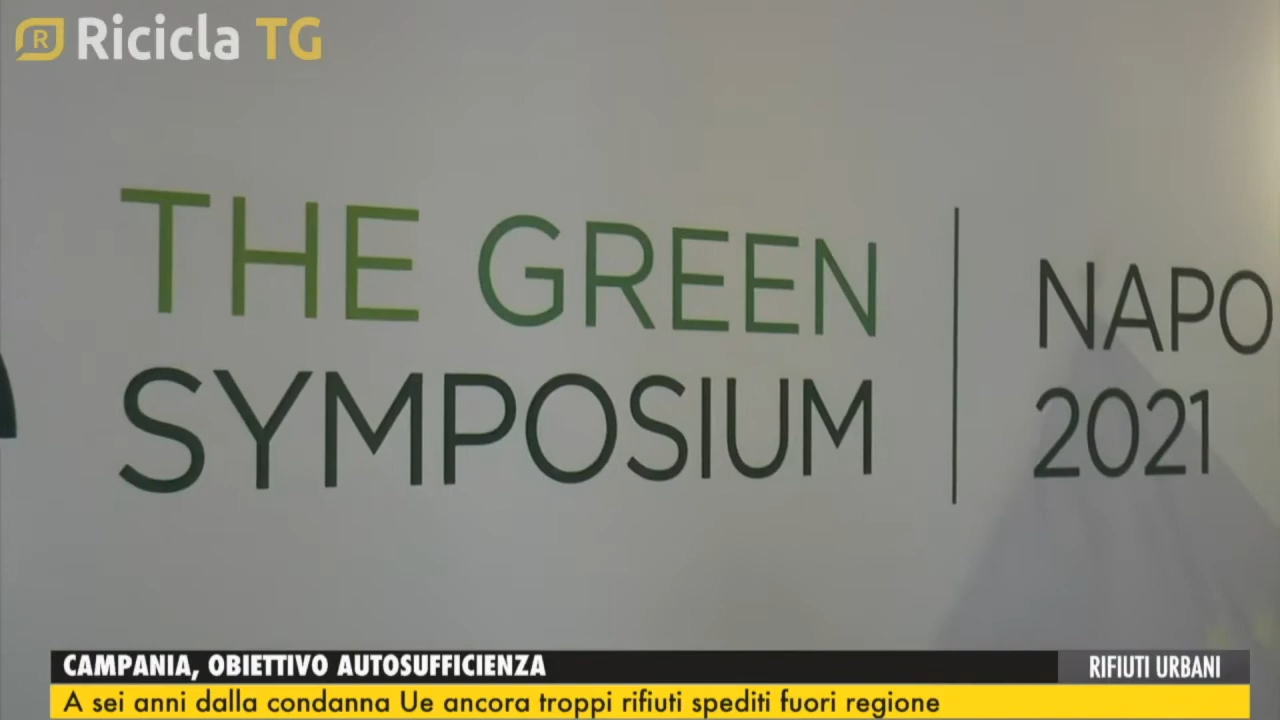 R Ricicla TG
THE GREEN
SYMPOSIUM
NAPO
2021
CAMPANIA, OBIETTIVO AUTOSUFFICIENZA
RIFIUTI URBANI
A sei anni dalla condanna Ue ancora troppi rifiuti spediti fuori regione